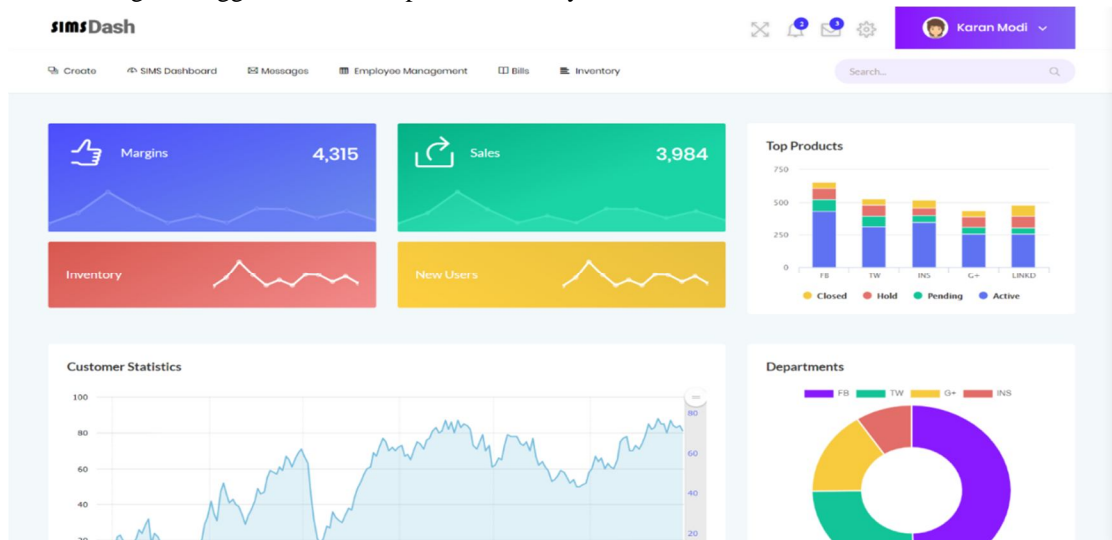 SIMSDash
2
3
Karan Modi
Create
SIMS Dashboard
Messages
Employee Management
Bills
Inventory
Search...
Margins
4,315
Sales
3,984
Inventory
New Users
Top Products
750
500
250
0
FB
TW
INS
G+
LINKD
Closed
Hold
Pending
Active
Customer Statistics
100
80
60
40
80
60
40
20
Departments
FB
TW
G+
INS